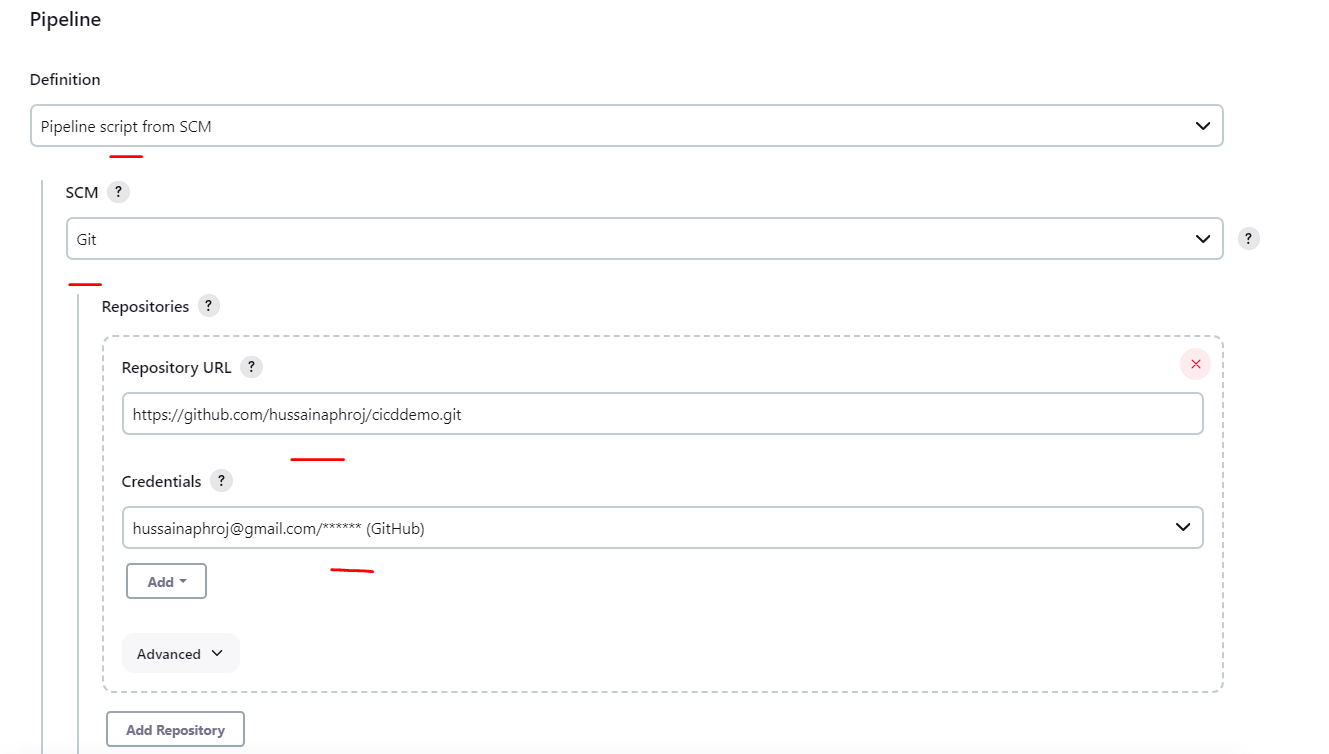 Pipeline
Definition
Pipeline script from SCM
SCM ?
Git
?
Repositories ?
Repository URL ?
https://github.com/hussainaphroj/cicddemo.git
Credentials ?
hussainaphroj@gmail.com/****** (GitHub)
Add
Advanced
Add Repository